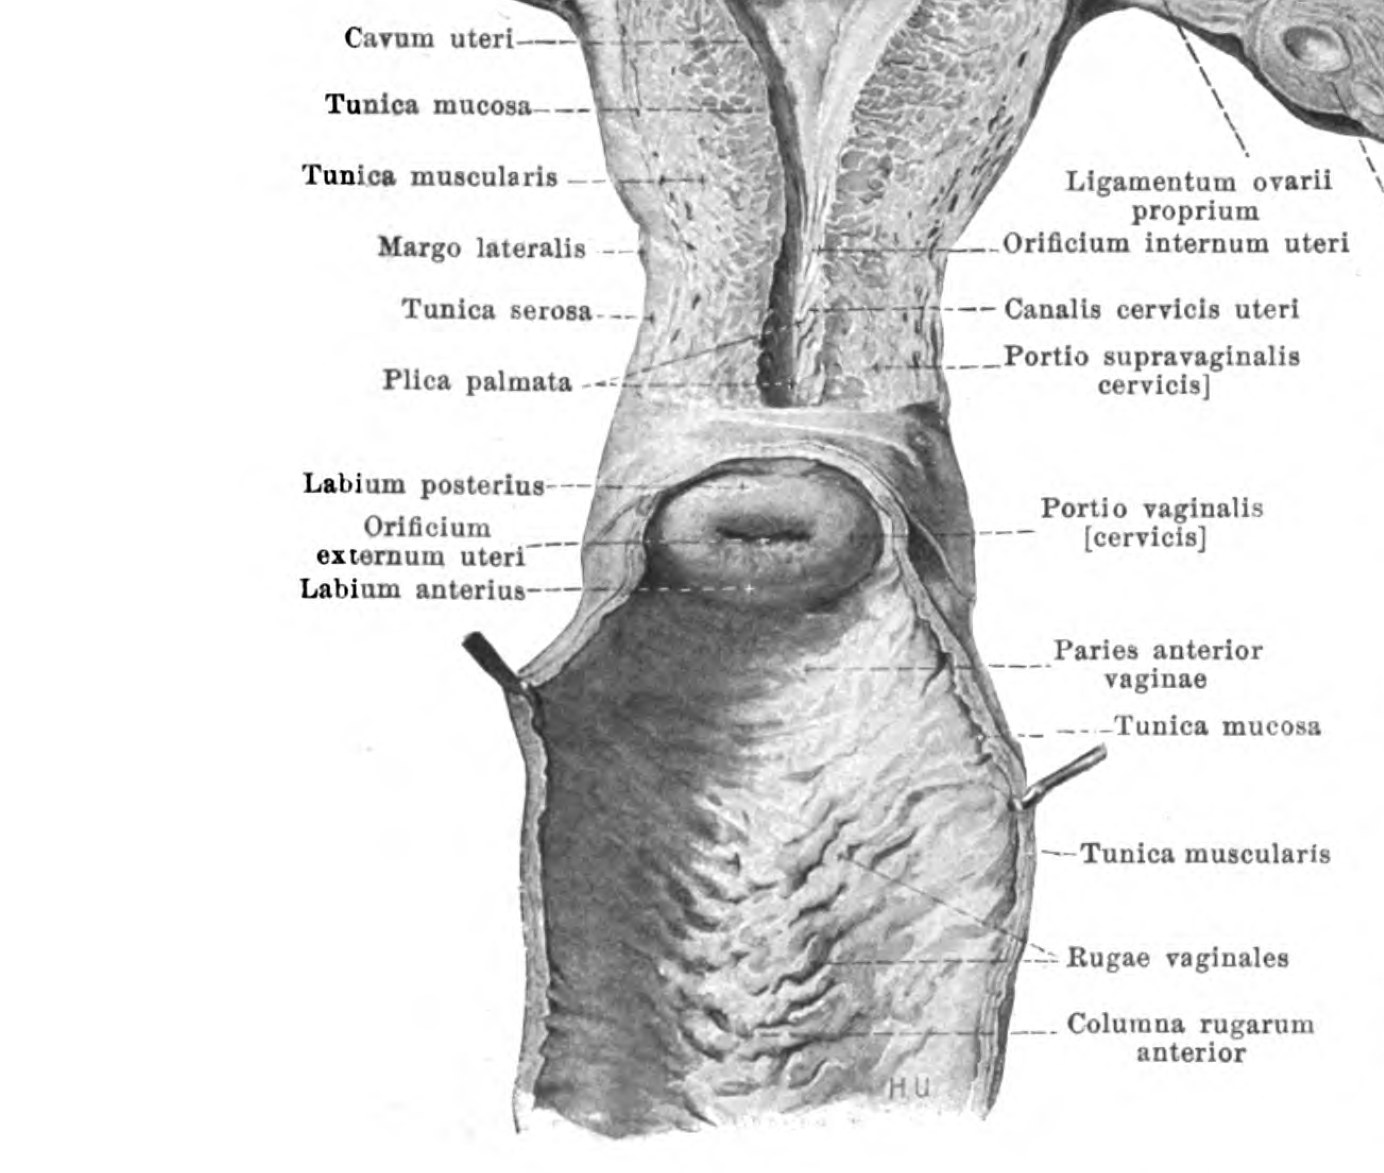 Cavum uteri
Tunica mucosa
Tunica muscularis
Margo lateralis
Tunica serosa
Plica palmata
Labium posterius
Orificium
externum uteri
Labium anterius
Ligamentum ovarii
proprium
Orificium internum uteri
Canalis cervicis uteri
Portio supravaginalis
cervicis]
Portio vaginalis
[cervicis]
Paries anterior
vaginae
Tunica mucosa
Tunica muscularis
Rugae vaginales
Columna rugarum
anterior
H.U